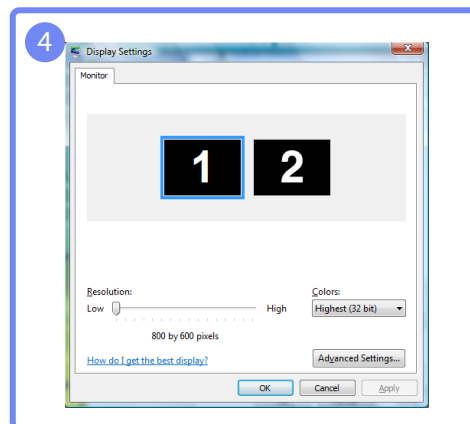 4
Display Settings
Monitor
1 2
Resolution:
Colors:
Low High
Highest (32 bit)
800 by 600 pixels
How do I get the best display?
Advanced Settings...
OK Cancel Apply